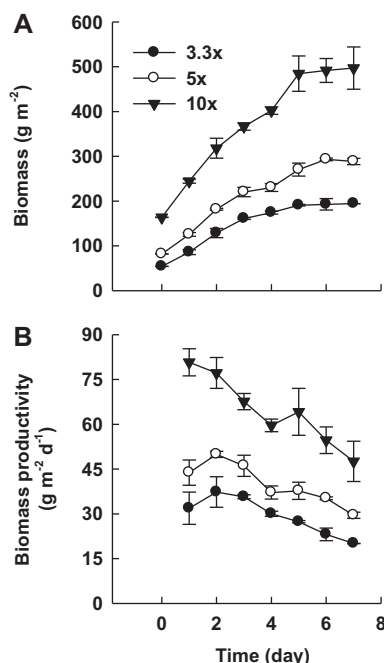 A
3.3x
5x
10x
Biomass (g m⁻²)
600
500
400
300
200
100
0
B
Biomass productivity
(g m⁻² d⁻¹)
90
75
60
45
30
15
0
0 2 4 6 8
Time (day)